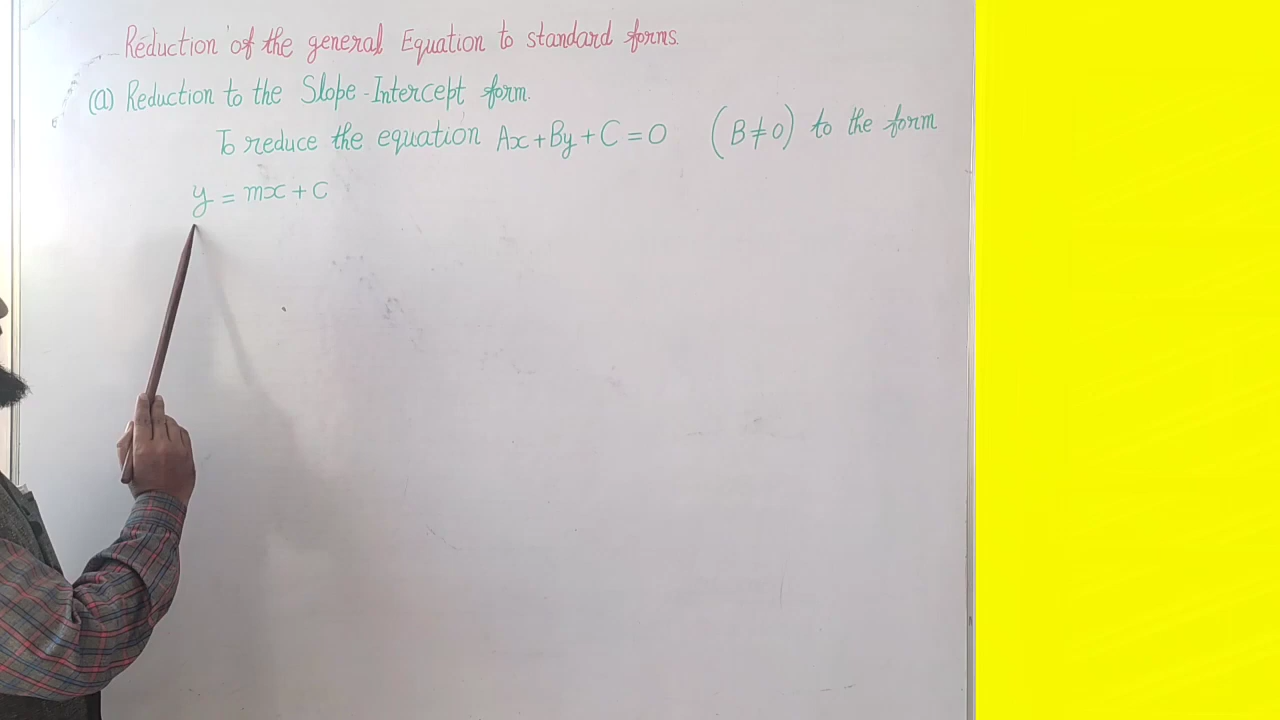 Reduction of the general Equation to standard forms.
(a) Reduction to the Slope-Intercept form.
To reduce the equation Ax+By+C=0 (B≠0) to the form
y = mx + c